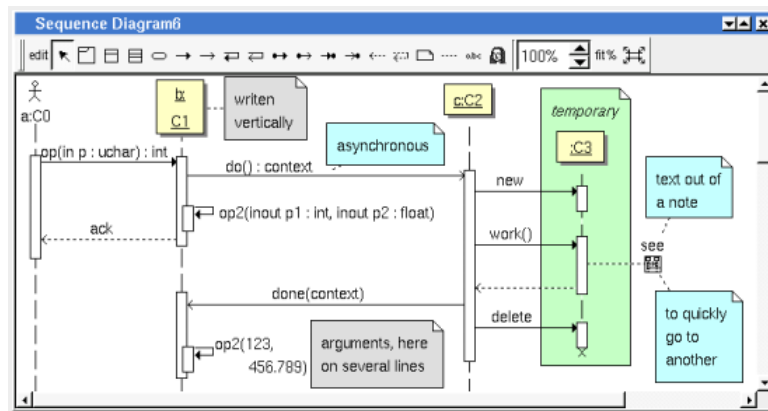 Sequence Diagram6
edit
abc
100%
fit%
a:C0
b:
C1
writen
vertically
c:C2
temporary
:C3
op(in p : uchar) : int
asynchronous
do() : context
new
text out of
a note
op2(inout p1 : int, inout p2 : float)
ack
work()
see
done(context)
delete
to quickly
go to
another
op2(123,
456.789)
arguments, here
on several lines